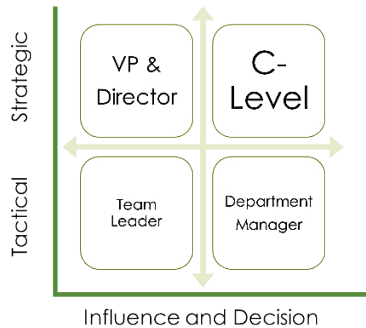 Strategic
VP &
Director
C-
Level
Tactical
Team
Leader
Department
Manager
Influence and Decision